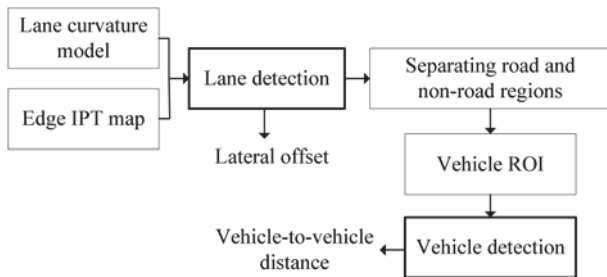 Lane curvature
model
Edge IPT map
Lane detection
Lateral offset
Separating road and
non-road regions
Vehicle ROI
Vehicle detection
Vehicle-to-vehicle
distance